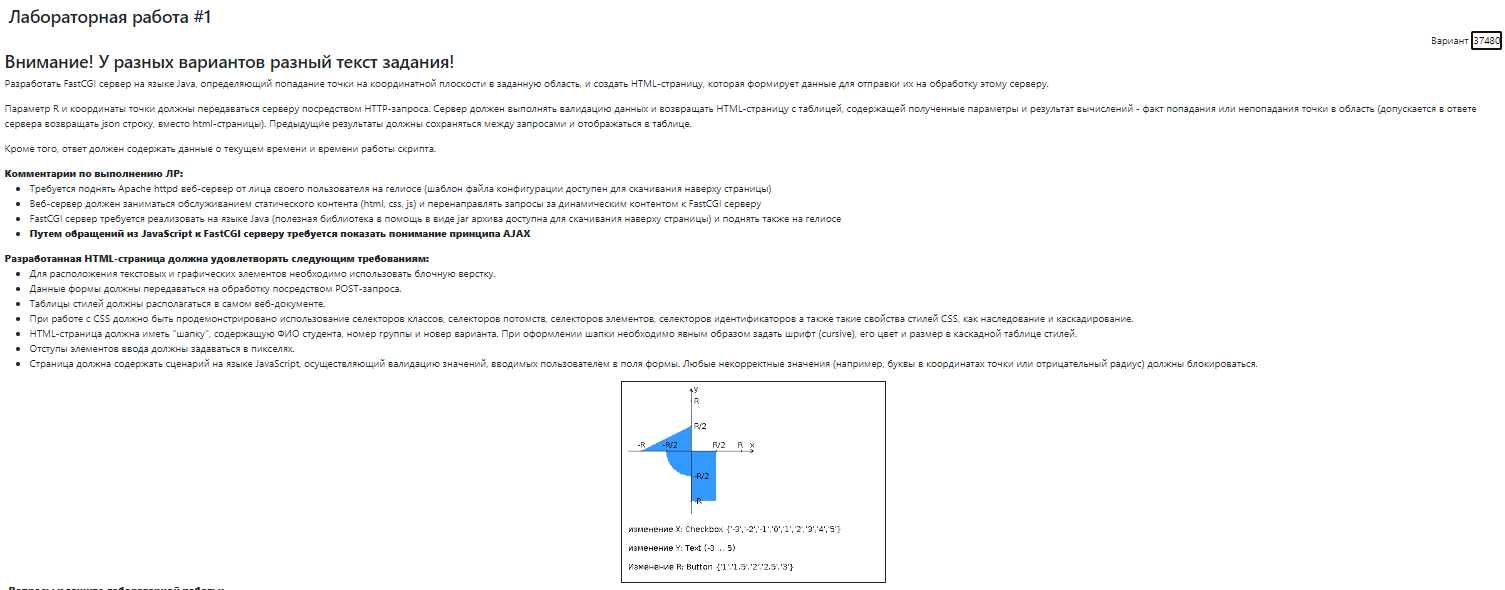 Лабораторная работа #1
Вариант 37480
Внимание! У разных вариантов разный текст задания!
Разработать FastCGI сервер на языке Java, определяющий попадание точки на координатной плоскости в заданную область, и создать HTML-страницу, которая формирует данные для отправки их на обработку этому серверу.
Параметр R и координаты точки должны передаваться серверу посредством HTTP-запроса. Сервер должен выполнять валидацию данных и возвращать HTML-страницу с таблицей, содержащей полученные параметры и результат вычислений - факт попадания или непопадания точки в область (допускается в ответе
сервера возвращать json строку, вместо html-страницы). Предыдущие результаты должны сохраняться между запросами и отображаться в таблице.
Кроме того, ответ должен содержать данные о текущем времени и времени работы скрипта.
Комментарии по выполнению ЛР:
Требуется поднять Apache httpd веб-сервер от лица своего пользователя на гелиосе (шаблон файла конфигурации доступен для скачивания наверху страницы)
Веб-сервер должен заниматься обслуживанием статического контента (html, css, js) и перенаправлять запросы за динамическим контентом к FastCGI серверу
FastCGI сервер требуется реализовать на языке Java (полезная библиотека в помощь в виде jar архива доступна для скачивания наверху страницы) и поднять также на гелиосе
Путем обращений из JavaScript к FastCGI серверу требуется показать понимание принципа AJAX
Разработанная HTML-страница должна удовлетворять следующим требованиям:
Для расположения текстовых и графических элементов необходимо использовать блочную верстку.
Данные формы должны передаваться на обработку посредством POST-запроса.
Таблицы стилей должны располагаться в самом веб-документе.
При работе с CSS должно быть продемонстрировано использование селекторов классов, селекторов потомств, селекторов элементов, селекторов идентификаторов а также такие свойства стилей CSS, как наследование и каскадирование.
HTML-страница должна иметь "шапку", содержащую ФИО студента, номер группы и новер варианта. При оформлении шапки необходимо явным образом задать шрифт (cursive), его цвет и размер в каскадной таблице стилей.
Отступы элементов ввода должны задаваться в пикселях.
Страница должна содержать сценарий на языке JavaScript, осуществляющий валидацию значений, вводимых пользователем в поля формы. Любые некорректные значения (например, буквы в координатах точки или отрицательный радиус) должны блокироваться.
y
R
R/2
-R -R/2 R/2 R x
-R/2
-R
изменение X: Checkbox {'-3','-2','-1','0','1','2','3','4','5'}
изменение Y: Text (-3 ... 5)
Изменение R: Button {'1','1.5','2','2.5','3'}